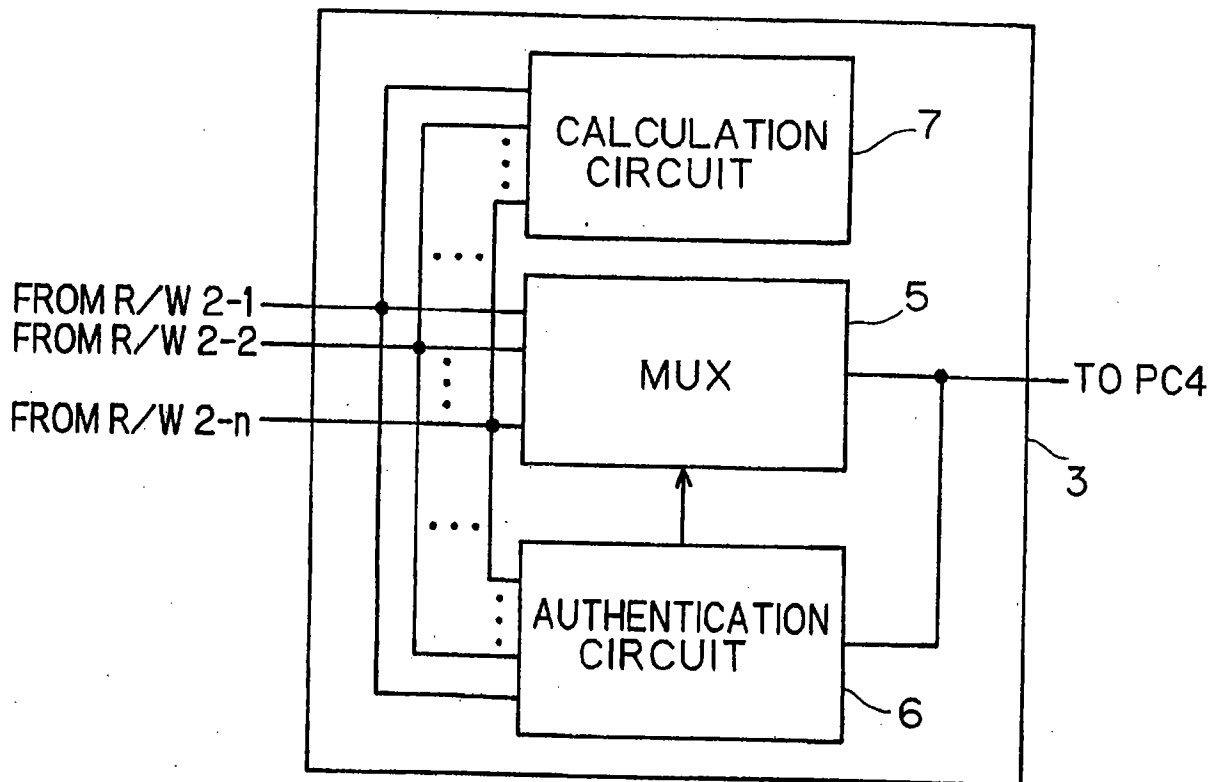 CALCULATION
CIRCUIT
7
FROM R/W 2-1
FROM R/W 2-2
FROM R/W 2-n
MUX
5
TO PC4
3
AUTHENTICATION
CIRCUIT
6